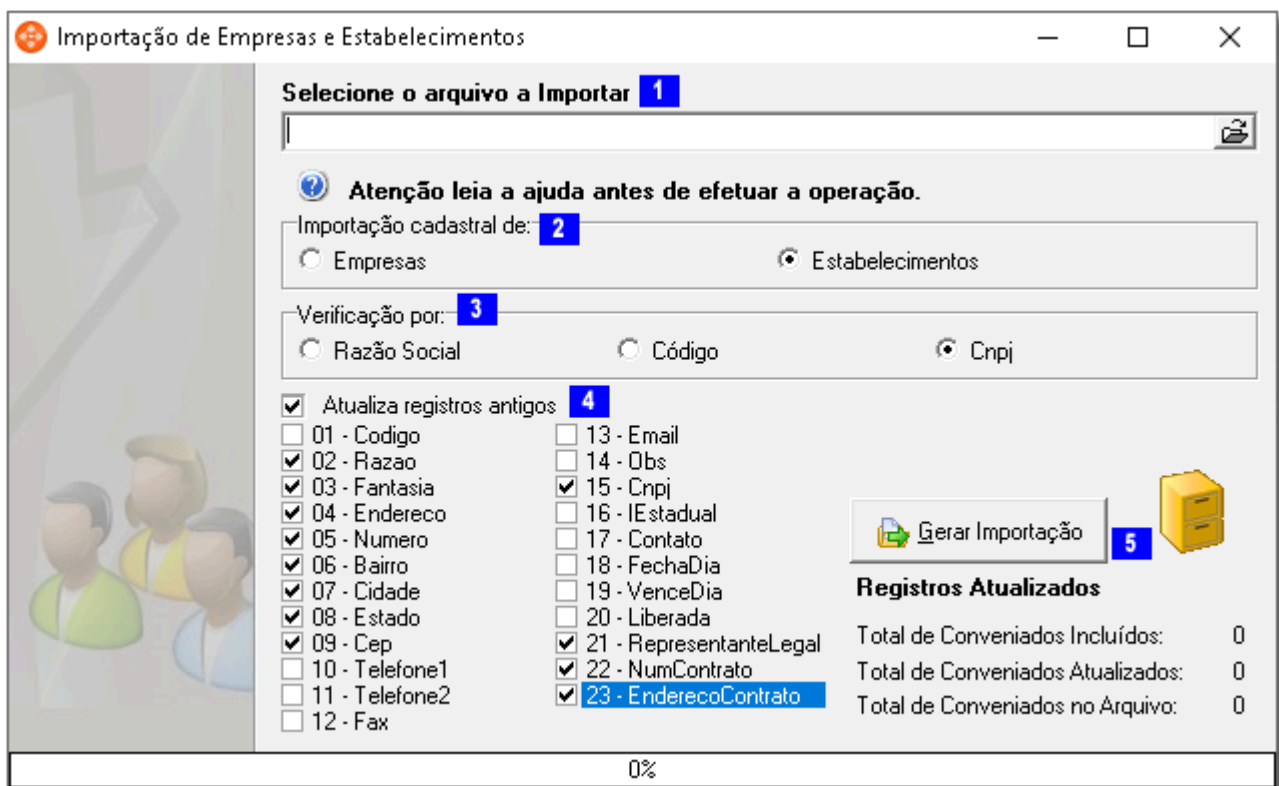 Importação de Empresas e Estabelecimentos
Selecione o arquivo a Importar 1
Atenção leia a ajuda antes de efetuar a operação.
Importação cadastral de: 2
Empresas Estabelecimentos
Verificação por: 3
Razão Social Código Cnpj
Atualiza registros antigos 4
01 - Codigo
02 - Razao
03 - Fantasia
04 - Endereco
05 - Numero
06 - Bairro
07 - Cidade
08 - Estado
09 - Cep
10 - Telefone1
11 - Telefone2
12 - Fax
13 - Email
14 - Obs
15 - Cnpj
16 - IEstadual
17 - Contato
18 - FechaDia
19 - VenceDia
20 - Liberada
21 - RepresentanteLegal
22 - NumContrato
23 - EnderecoContrato
Gerar Importação 5
Registros Atualizados
Total de Conveniados Incluídos: 0
Total de Conveniados Atualizados: 0
Total de Conveniados no Arquivo: 0
0%